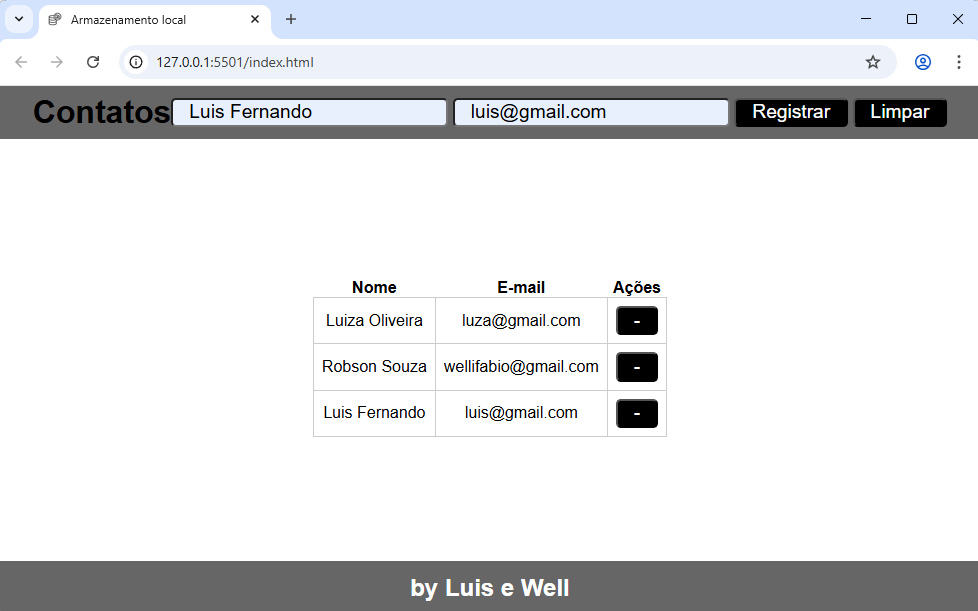 Armazenamento local
127.0.0.1:5501/index.html
Contatos Luis Fernando luis@gmail.com Registrar Limpar
Nome E-mail Ações
Luiza Oliveira luza@gmail.com -
Robson Souza wellifabio@gmail.com -
Luis Fernando luis@gmail.com -
by Luis e Well